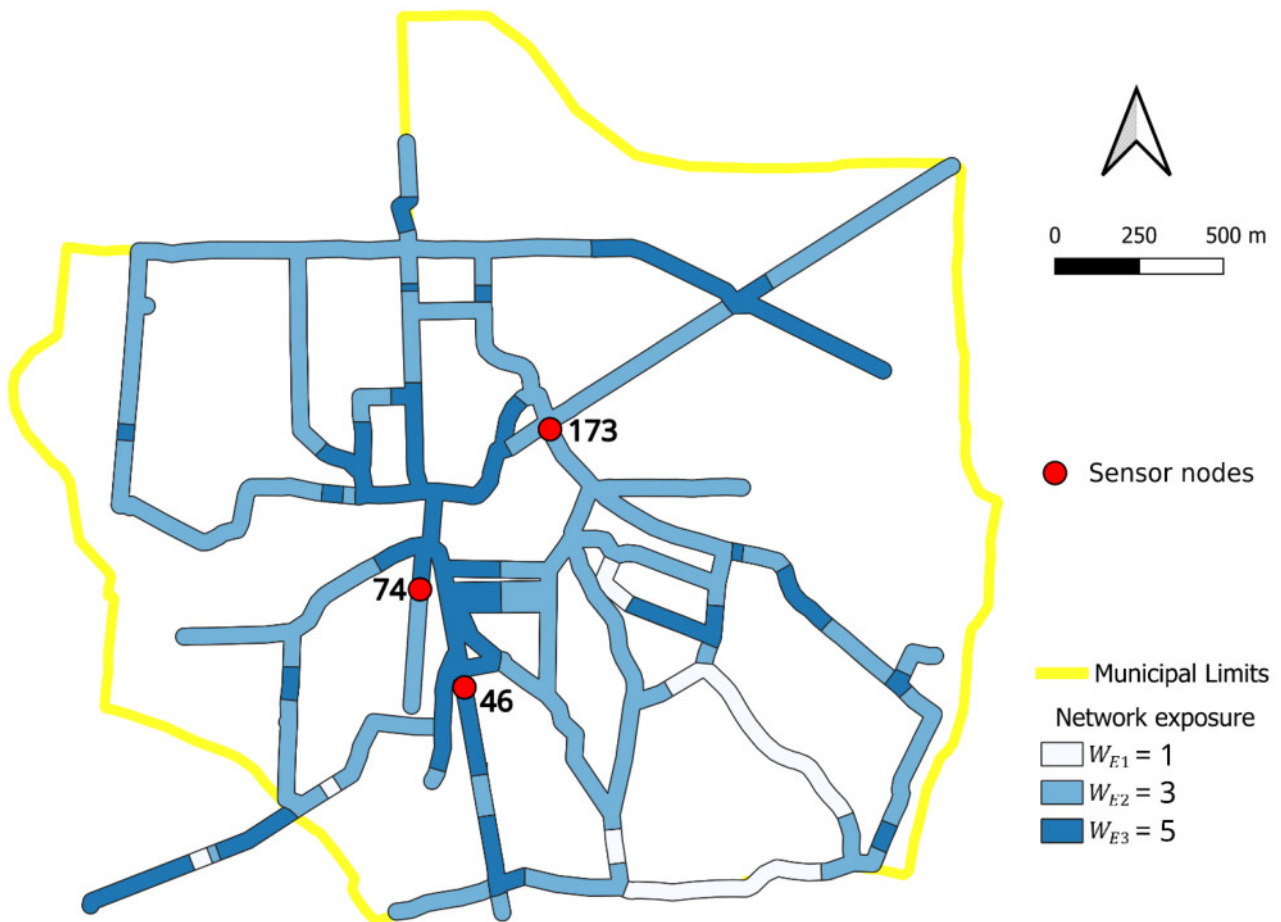 0 250 500 m
173
Sensor nodes
74
46
Municipal Limits
Network exposure
W_{E1} = 1
W_{E2} = 3
W_{E3} = 5